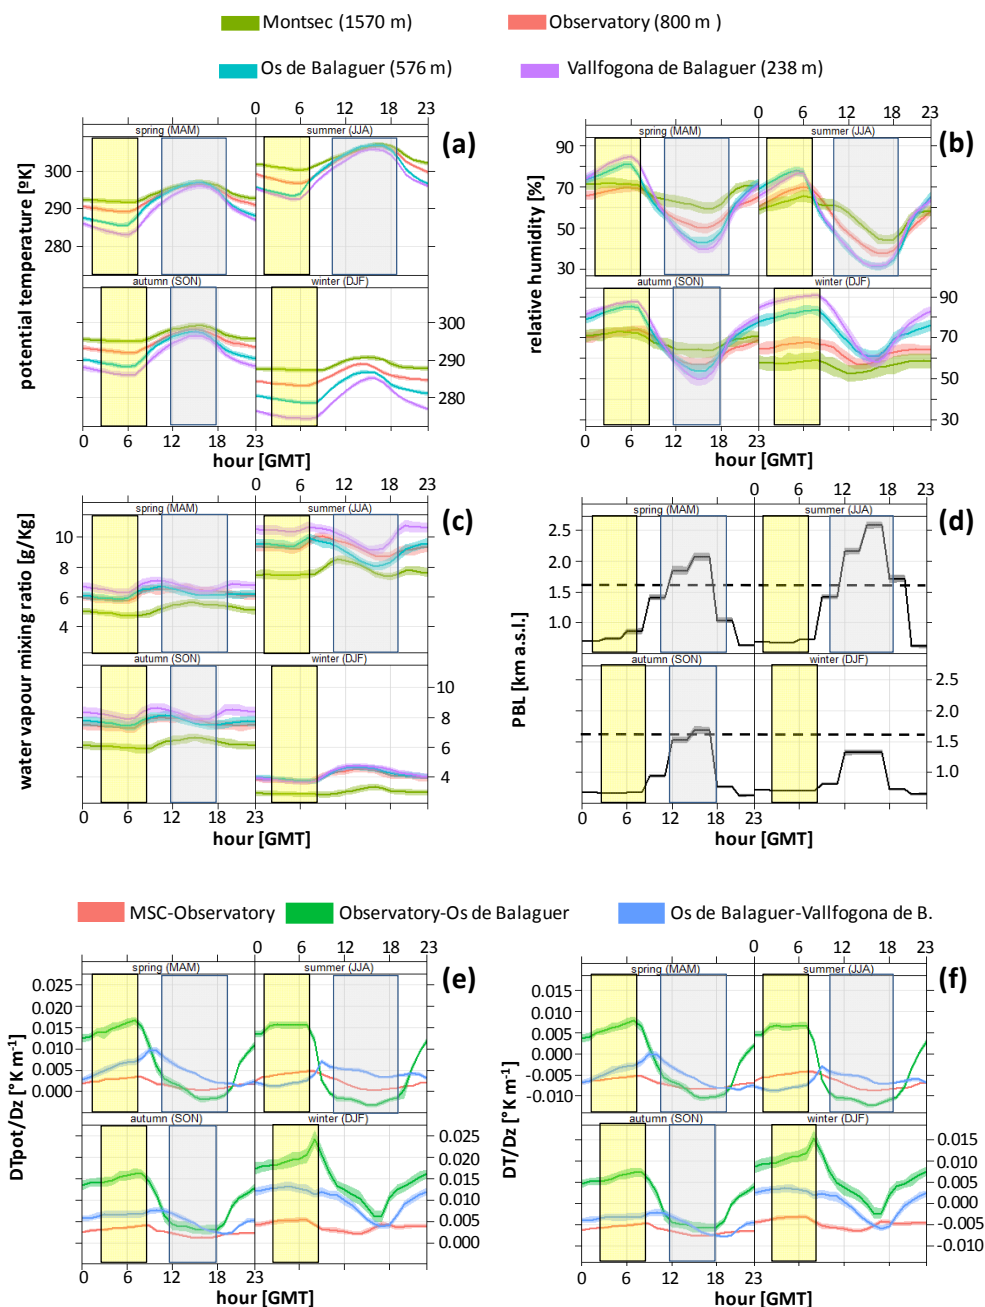 Montsec (1570 m) Observatory (800 m )
Os de Balaguer (576 m) Vallfogona de Balaguer (238 m)
0 6 12 18 23
spring (MAM) summer (JJA)
(a)
300
290
280
potential temperature [ºK]
autumn (SON) winter (DJF)
300
290
280
0 6 12 18 23
hour [GMT]
0 6 12 18 23
spring (MAM) summer (JJA)
(b)
90
70
50
30
relative humidity [%]
autumn (SON) winter (DJF)
90
70
50
30
0 6 12 18 23
hour [GMT]
0 6 12 18 23
spring (MAM) summer (JJA)
(c)
10
8
6
4
water vapour mixing ratio [g/Kg]
autumn (SON) winter (DJF)
10
8
6
4
0 6 12 18 23
hour [GMT]
0 6 12 18 23
spring (MAM) summer (JJA)
(d)
2.5
2.0
1.5
1.0
PBL [km a.s.l.]
autumn (SON) winter (DJF)
2.5
2.0
1.5
1.0
0 6 12 18 23
hour [GMT]
MSC-Observatory Observatory-Os de Balaguer Os de Balaguer-Vallfogona de B.
0 6 12 18 23
spring (MAM) summer (JJA)
(e)
0.025
0.020
0.015
0.010
0.005
0.000
DTpot/Dz [°K m⁻¹]
autumn (SON) winter (DJF)
0.025
0.020
0.015
0.010
0.005
0.000
0 6 12 18 23
hour [GMT]
0 6 12 18 23
spring (MAM) summer (JJA)
(f)
0.015
0.010
0.005
0.000
-0.005
-0.010
DT/Dz [°K m⁻¹]
autumn (SON) winter (DJF)
0.015
0.010
0.005
0.000
-0.005
-0.010
0 6 12 18 23
hour [GMT]